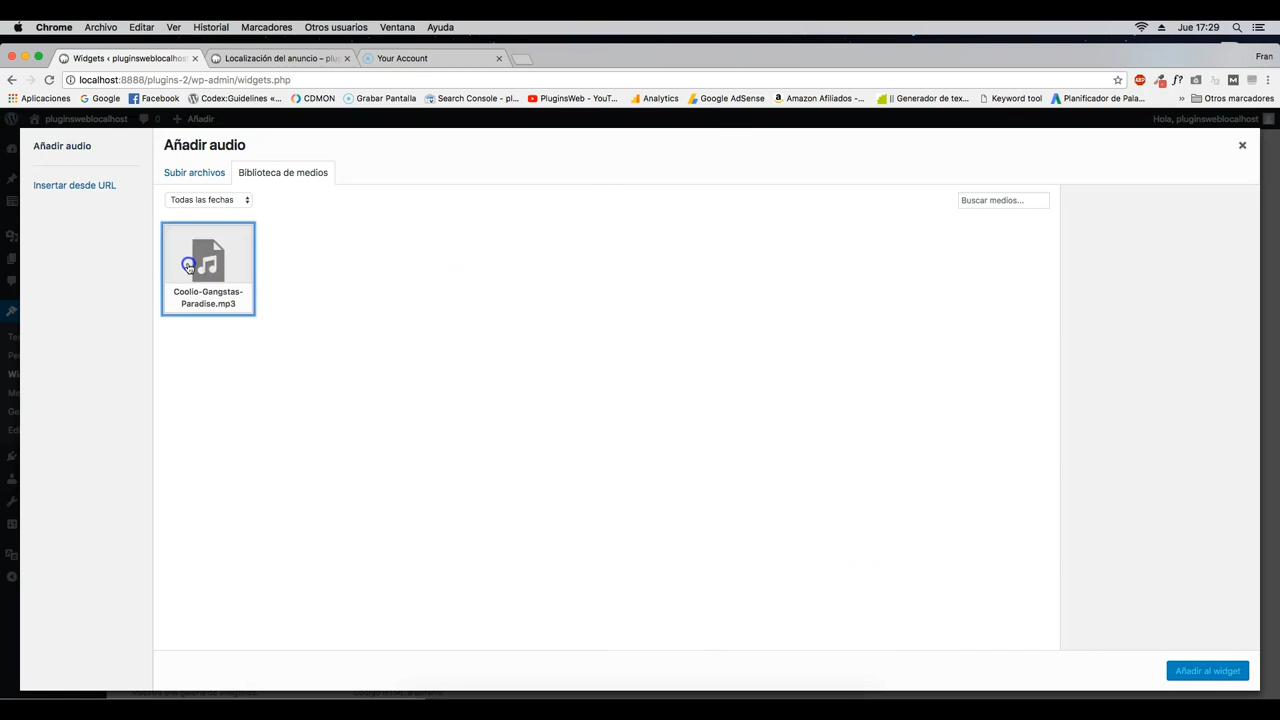 Chrome Archivo Editar Ver Historial Marcadores Otros usuarios Ventana Ayuda Jue 17:29
Widgets ‹ pluginsweblocalhost Localización del anuncio – plu Your Account Fran
localhost:8888/plugins-2/wp-admin/widgets.php
Aplicaciones Google Facebook Codex:Guidelines «... CDMON Grabar Pantalla Search Console - pl... PluginsWeb - YouT... Analytics Google AdSense Amazon Afiliados –... || Generador de tex... Keyword tool Planificador de Pala... » Otros marcadores
pluginsweblocalhost 0 Añadir Hola, pluginsweblocalhost
Añadir audio
Insertar desde URL
Añadir audio
Subir archivos Biblioteca de medios
Todas las fechas Buscar medios...
Coolio-Gangstas-
Paradise.mp3
Añadir al widget